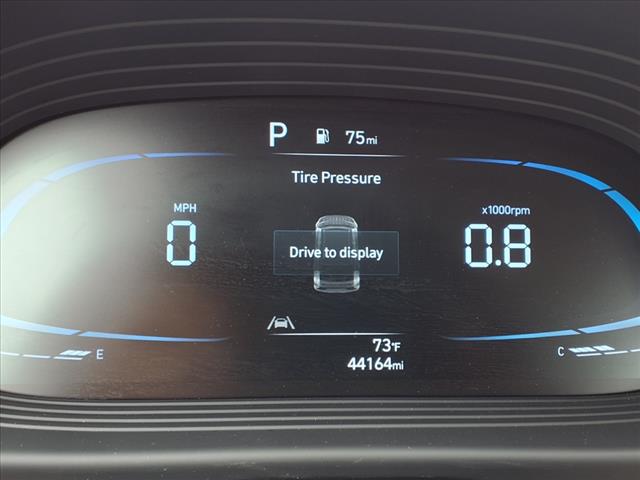 P 75mi
Tire Pressure
MPH
0
Drive to display
x1000rpm
0.8
73°F
44164mi
E
C